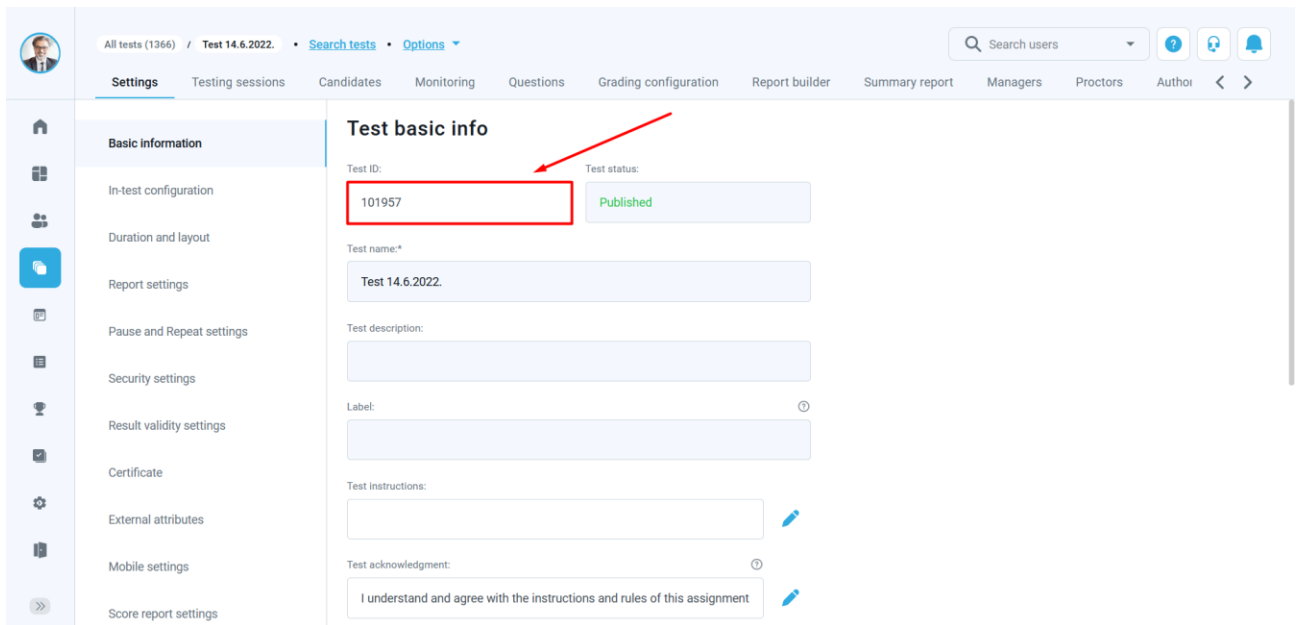 All tests (1366) / Test 14.6.2022. • Search tests • Options
Search users
?
Settings Testing sessions Candidates Monitoring Questions Grading configuration Report builder Summary report Managers Proctors
Basic information
In-test configuration
Duration and layout
Report settings
Pause and Repeat settings
Security settings
Result validity settings
Certificate
External attributes
Mobile settings
Score report settings
Test basic info
Test ID: Test status:
101957 Published
Test name:*
Test 14.6.2022.
Test description:
Label: ?
Test instructions:
Test acknowledgment: ?
I understand and agree with the instructions and rules of this assignment